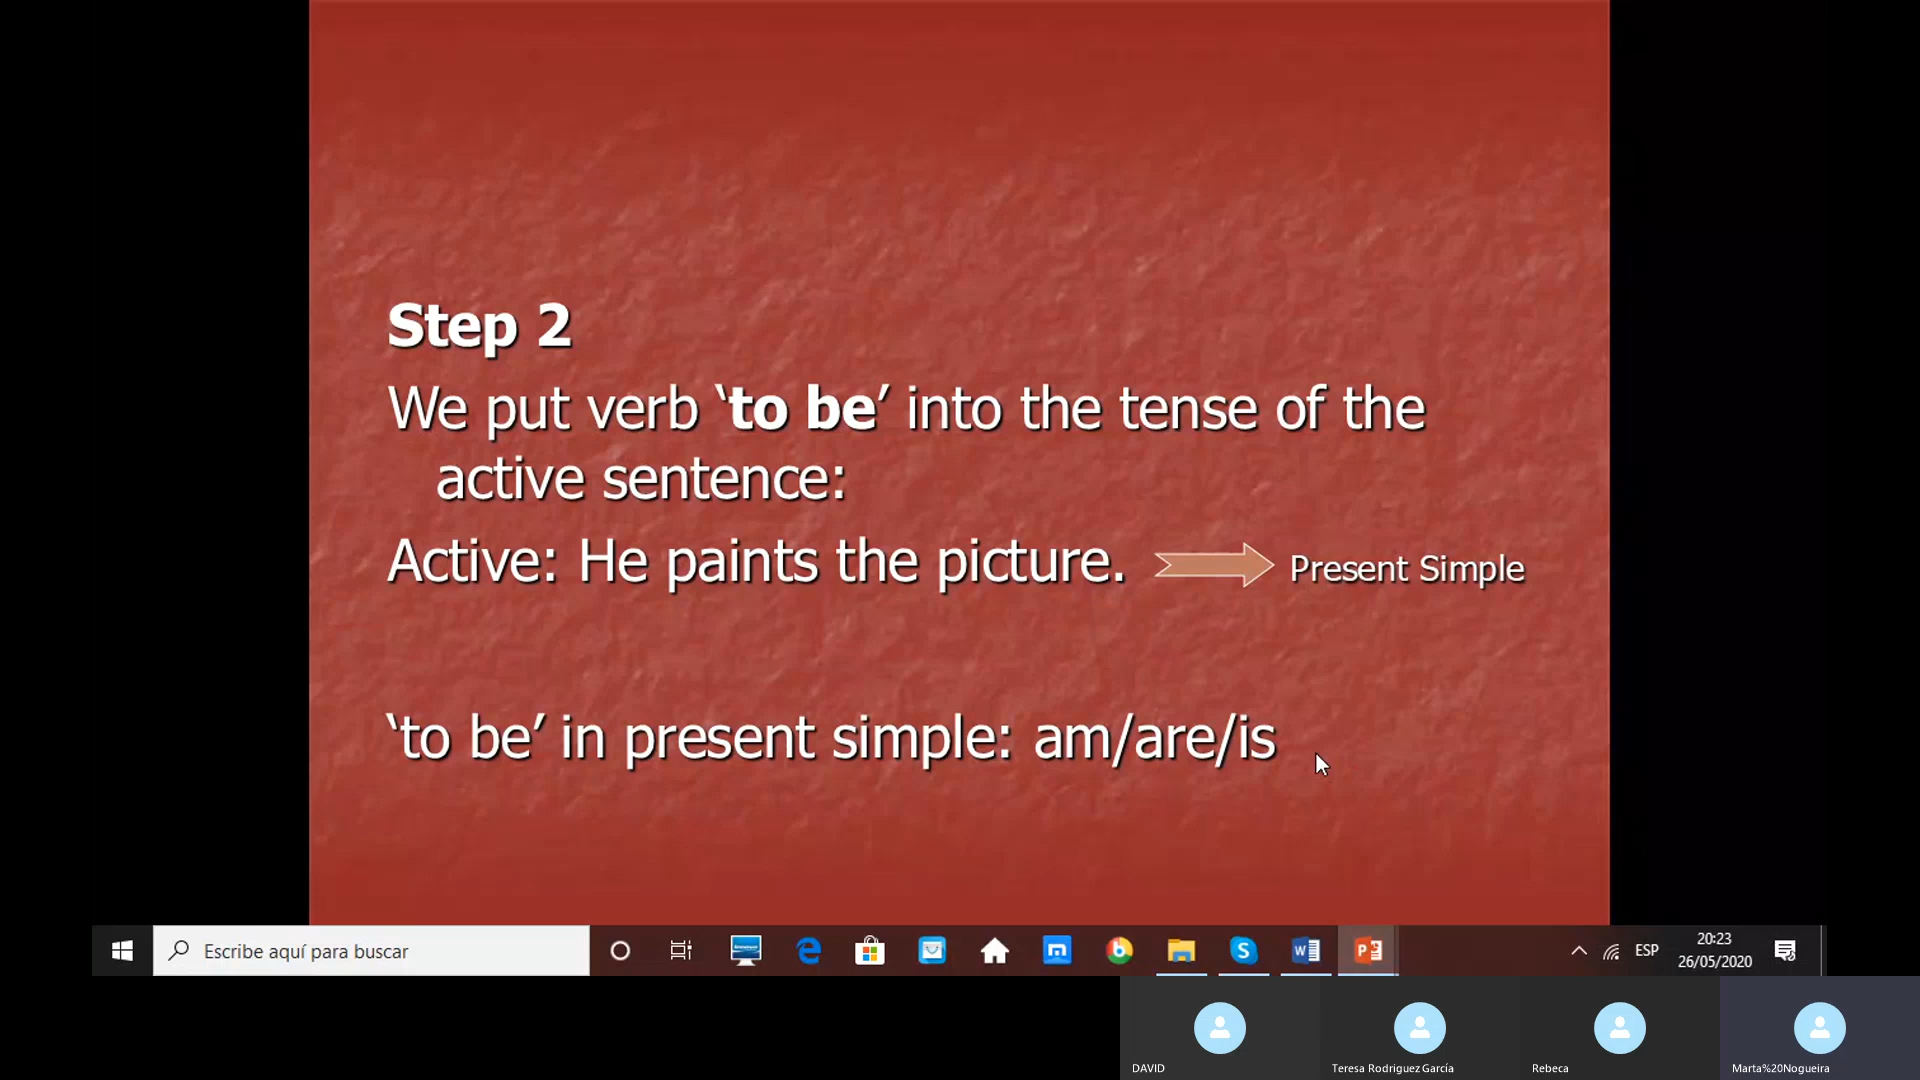 Step 2
We put verb ‘to be’ into the tense of the
active sentence:
Active: He paints the picture.
Present Simple
‘to be’ in present simple: am/are/is
Escribe aquí para buscar
ESP
20:23
26/05/2020
DAVID
Teresa Rodriguez García
Rebeca
Marta%20Nogueira